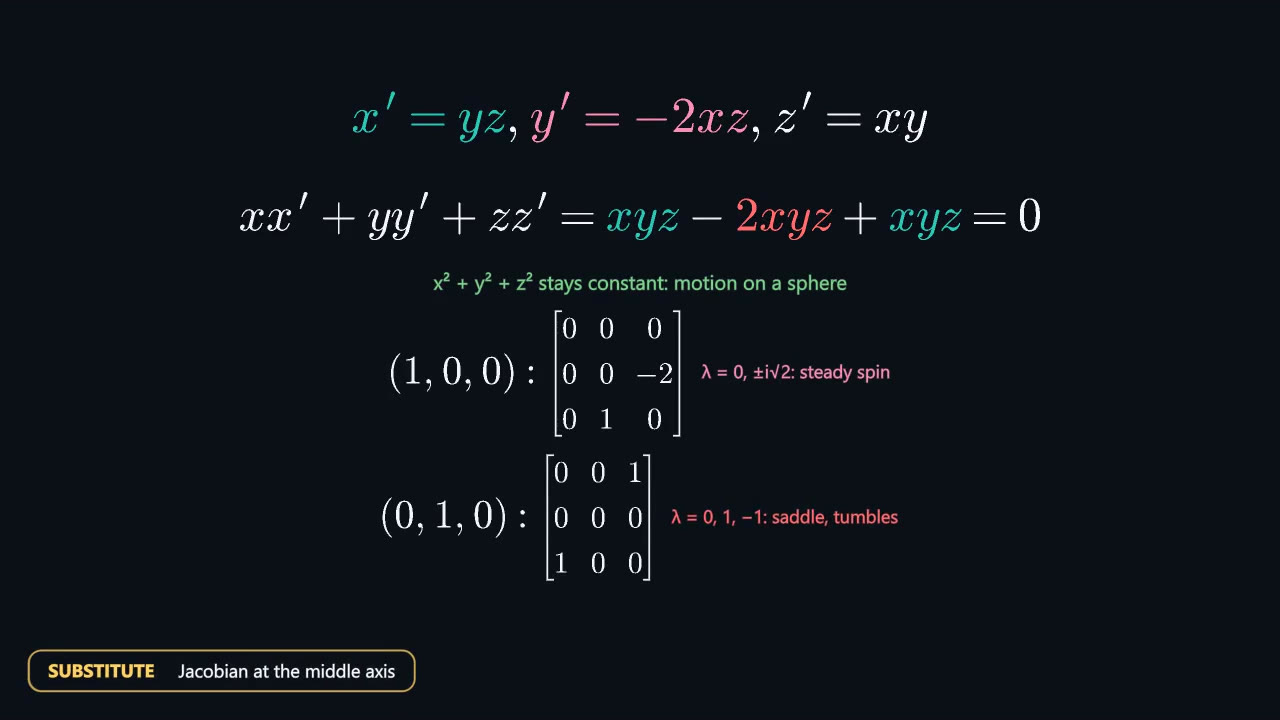 x′ = yz, y′ = −2xz, z′ = xy
xx′ + yy′ + zz′ = xyz − 2xyz + xyz = 0
x² + y² + z² stays constant: motion on a sphere
(1, 0, 0) : [0 0 0
0 0 −2
0 1 0] λ = 0, ±i√2: steady spin
(0, 1, 0) : [0 0 1
0 0 0
1 0 0] λ = 0, 1, −1: saddle, tumbles
SUBSTITUTE Jacobian at the middle axis